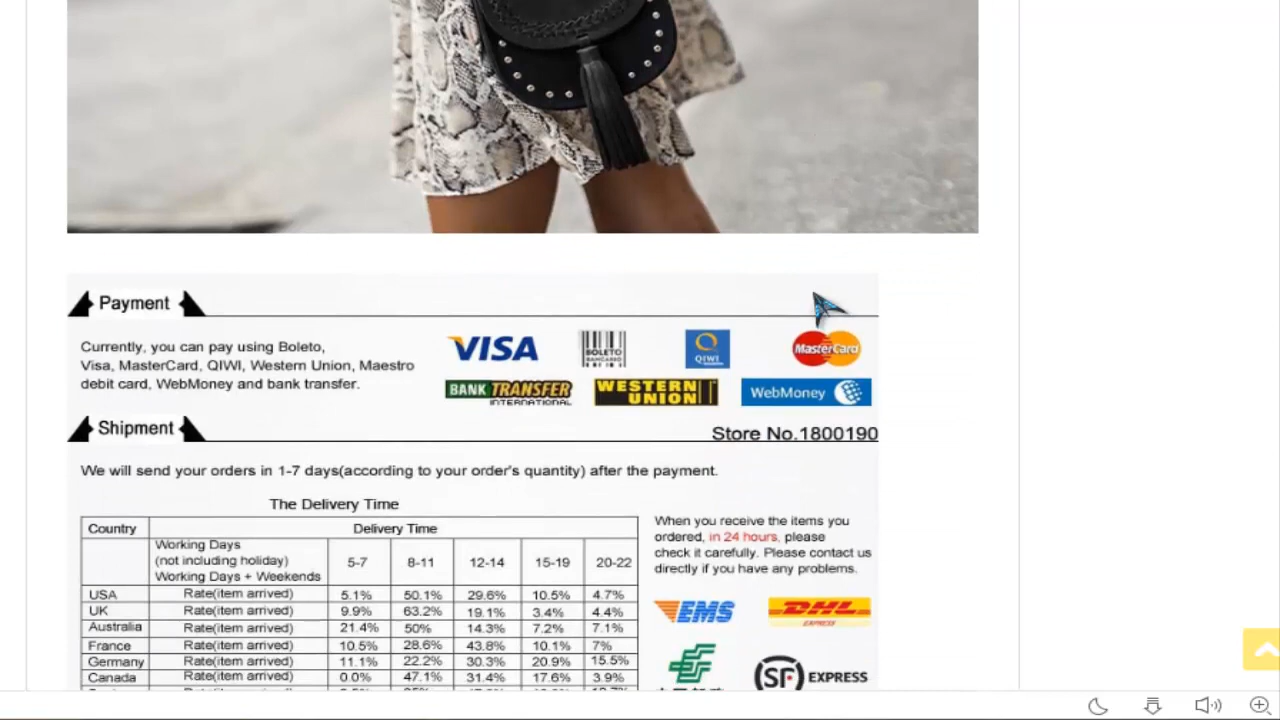 Payment
Currently, you can pay using Boleto,
Visa, MasterCard, QIWI, Western Union, Maestro
debit card, WebMoney and bank transfer.
VISA
BOLETO
BANCARIO
QIWI
MasterCard
BANK TRANSFER
INTERNATIONAL
WESTERN
UNION
WebMoney
Shipment
Store No.1800190
We will send your orders in 1-7 days(according to your order's quantity) after the payment.
The Delivery Time
Country Delivery Time
Working Days
(not including holiday)
Working Days + Weekends
5-7 8-11 12-14 15-19 20-22
USA Rate(item arrived) 5.1% 50.1% 29.6% 10.5% 4.7%
UK Rate(item arrived) 9.9% 63.2% 19.1% 3.4% 4.4%
Australia Rate(item arrived) 21.4% 50% 14.3% 7.2% 7.1%
France Rate(item arrived) 10.5% 28.6% 43.8% 10.1% 7%
Germany Rate(item arrived) 11.1% 22.2% 30.3% 20.9% 15.5%
Canada Rate(item arrived) 0.0% 47.1% 31.4% 17.6% 3.9%
When you receive the items you
ordered, in 24 hours, please
check it carefully. Please contact us
directly if you have any problems.
EMS
DHL
EXPRESS
SF EXPRESS